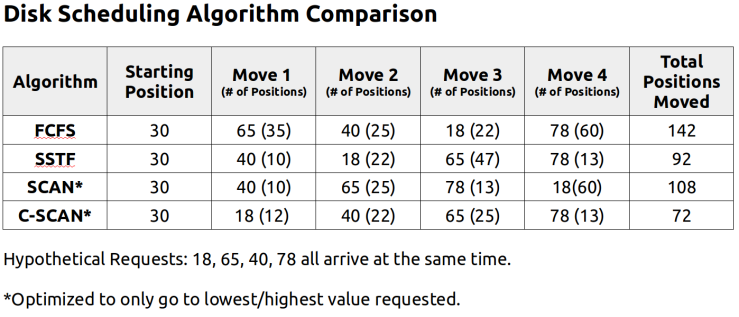 Disk Scheduling Algorithm Comparison
Algorithm Starting Position Move 1 (# of Positions) Move 2 (# of Positions) Move 3 (# of Positions) Move 4 (# of Positions) Total Positions Moved
FCFS 30 65 (35) 40 (25) 18 (22) 78 (60) 142
SSTF 30 40 (10) 18 (22) 65 (47) 78 (13) 92
SCAN* 30 40 (10) 65 (25) 78 (13) 18(60) 108
C-SCAN* 30 18 (12) 40 (22) 65 (25) 78 (13) 72
Hypothetical Requests: 18, 65, 40, 78 all arrive at the same time.
*Optimized to only go to lowest/highest value requested.